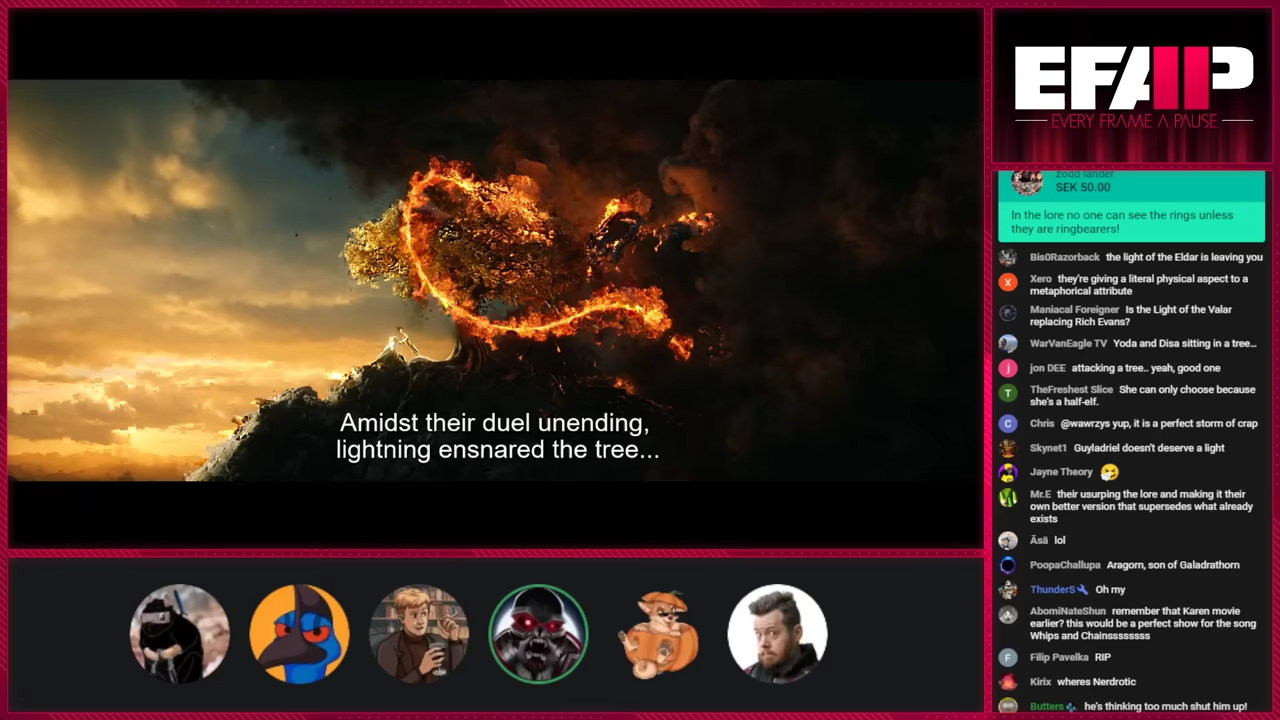 Amidst their duel unending,
lightning ensnared the tree...
EFAP
EVERY FRAME A PAUSE
zodd lander
SEK 50.00
In the lore no one can see the rings unless
they are ringbearers!
Bis0Razorback the light of the Eldar is leaving you
X
Xero they're giving a literal physical aspect to a
metaphorical attribute
Maniacal Foreigner Is the Light of the Valar
replacing Rich Evans?
WarVanEagle TV Yoda and Disa sitting in a tree...
j
jon DEE attacking a tree.. yeah, good one
T
TheFreshest Slice She can only choose because
she's a half-elf.
C
Chris @wawrzys yup, it is a perfect storm of crap
Skynet1 Guyladriel doesn't deserve a light
Jayne Theory
Mr.E their usurping the lore and making it their
own better version that supersedes what already
exists
Äsä lol
PoopaChallupa Aragorn, son of Galadrathorn
ThunderS Oh my
AbomiNateShun remember that Karen movie
earlier? this would be a perfect show for the song
Whips and Chainssssssss
F
Filip Pavelka RIP
Kirix wheres Nerdrotic
Butters he's thinking too much shut him up!